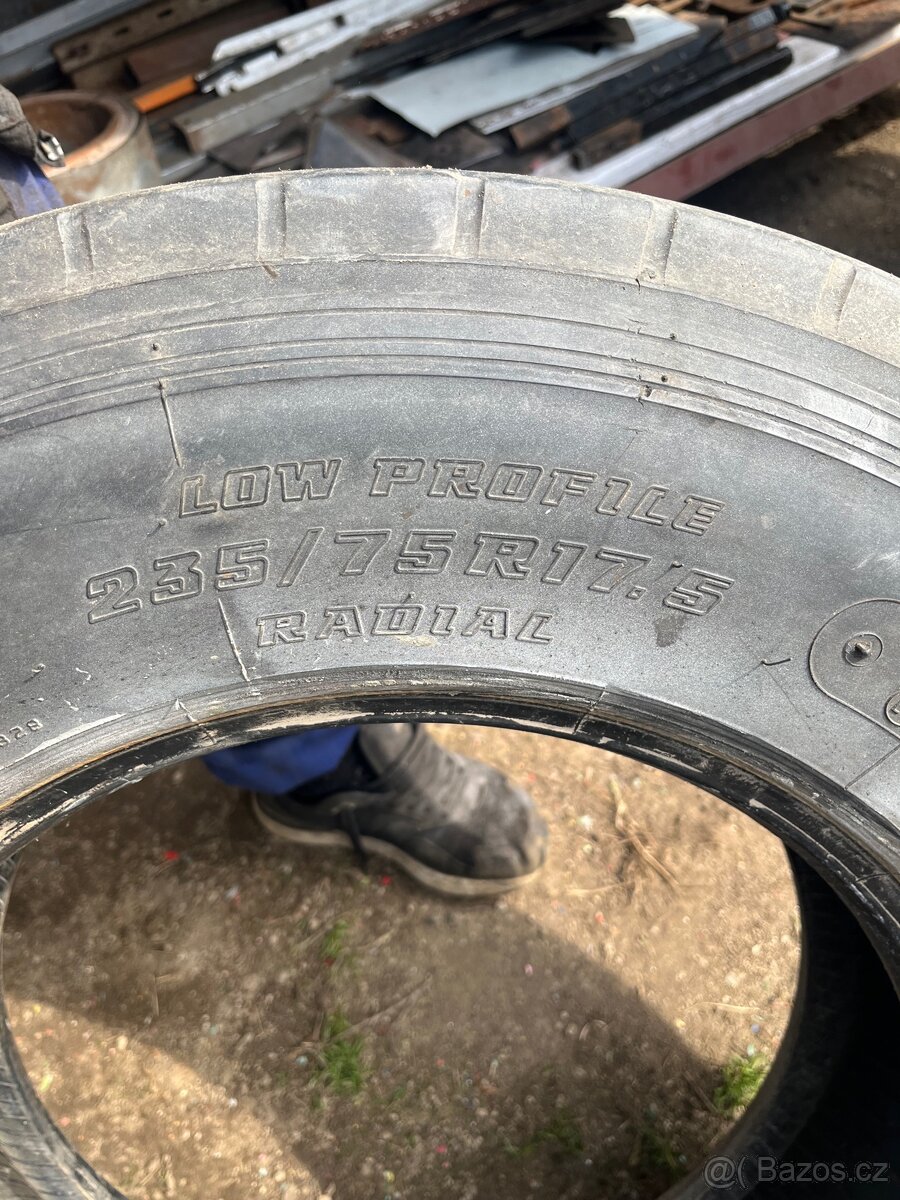 LOW PROFILE
235/75R17.5
RADIAL
Bazos.cz